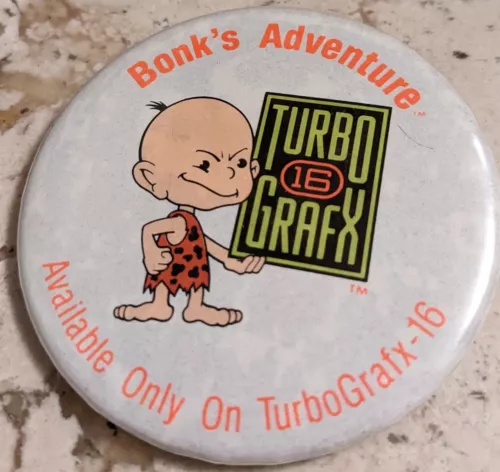 Bonk's Adventure™
TURBO
16
GRAFX
TM
Available Only On TurboGrafx-16